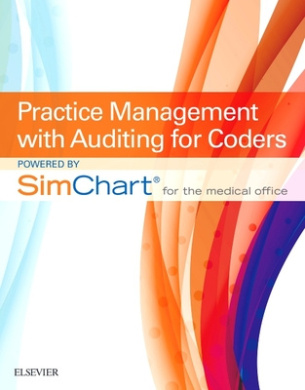 Practice Management
with Auditing for Coders
POWERED BY
SimChart® for the medical office
ELSEVIER